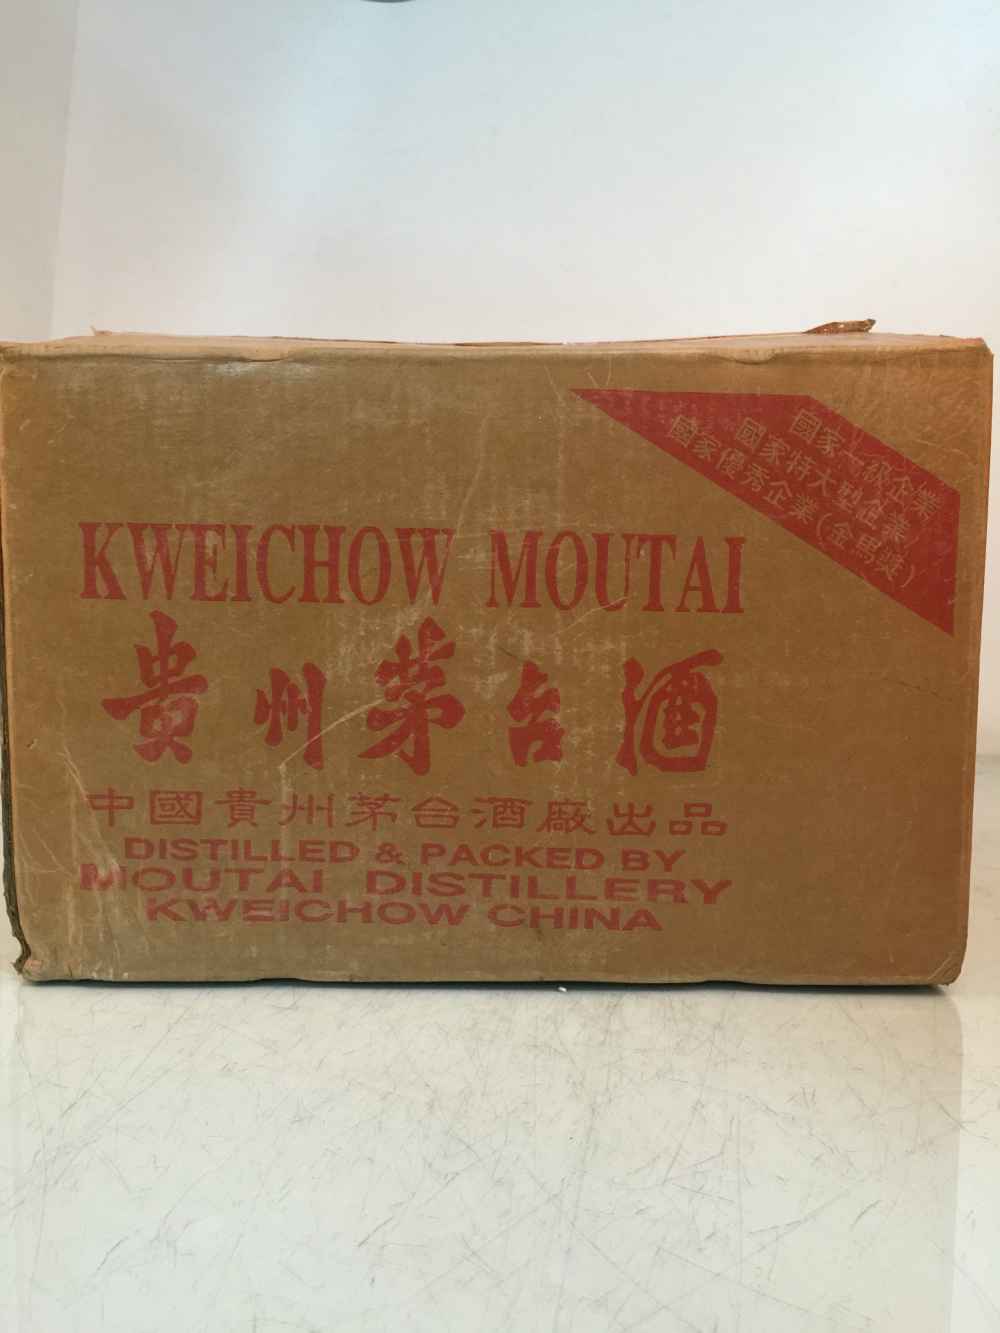 國家一級企業
國家特大型企業
國家優秀企業(金馬獎)
KWEICHOW MOUTAI
貴州茅台酒
中國貴州茅台酒廠出品
DISTILLED & PACKED BY
MOUTAI DISTILLERY
KWEICHOW CHINA